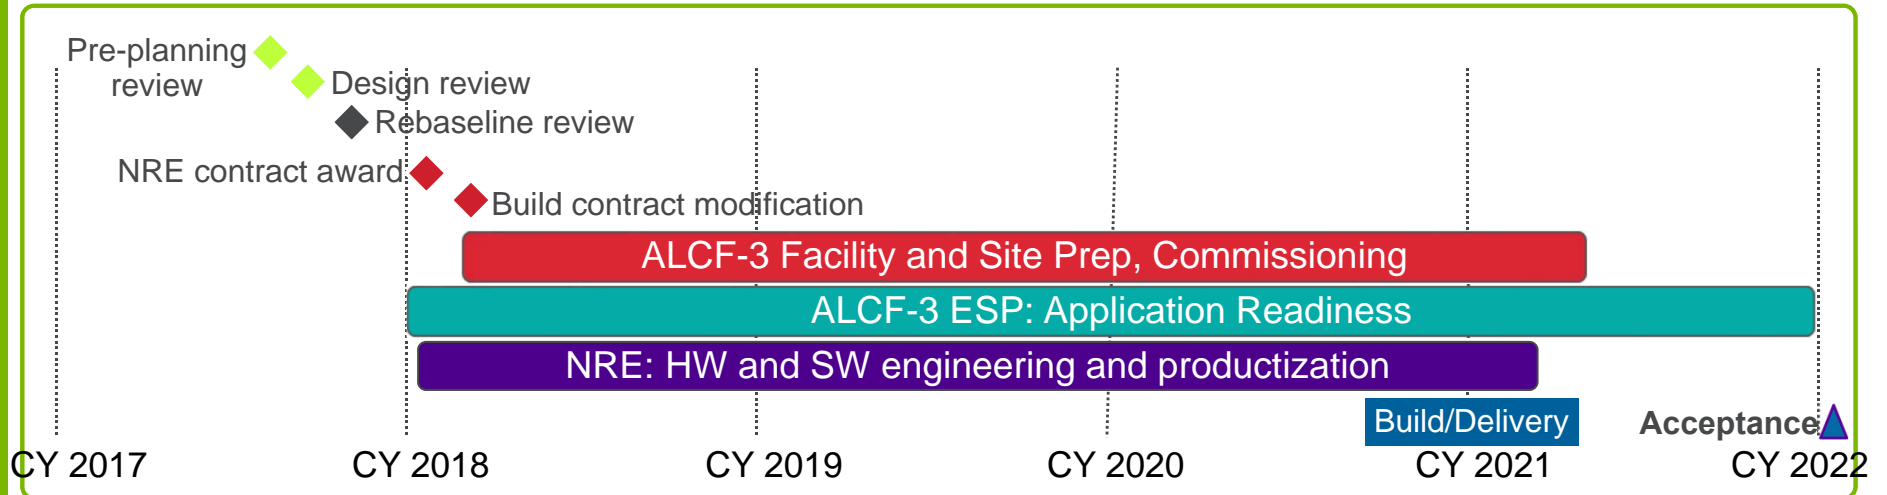 Pre-planning
review
Design review
Rebaseline review
NRE contract award
Build contract modification
ALCF-3 Facility and Site Prep, Commissioning
ALCF-3 ESP: Application Readiness
NRE: HW and SW engineering and productization
Build/Delivery
Acceptance
CY 2017
CY 2018
CY 2019
CY 2020
CY 2021
CY 2022